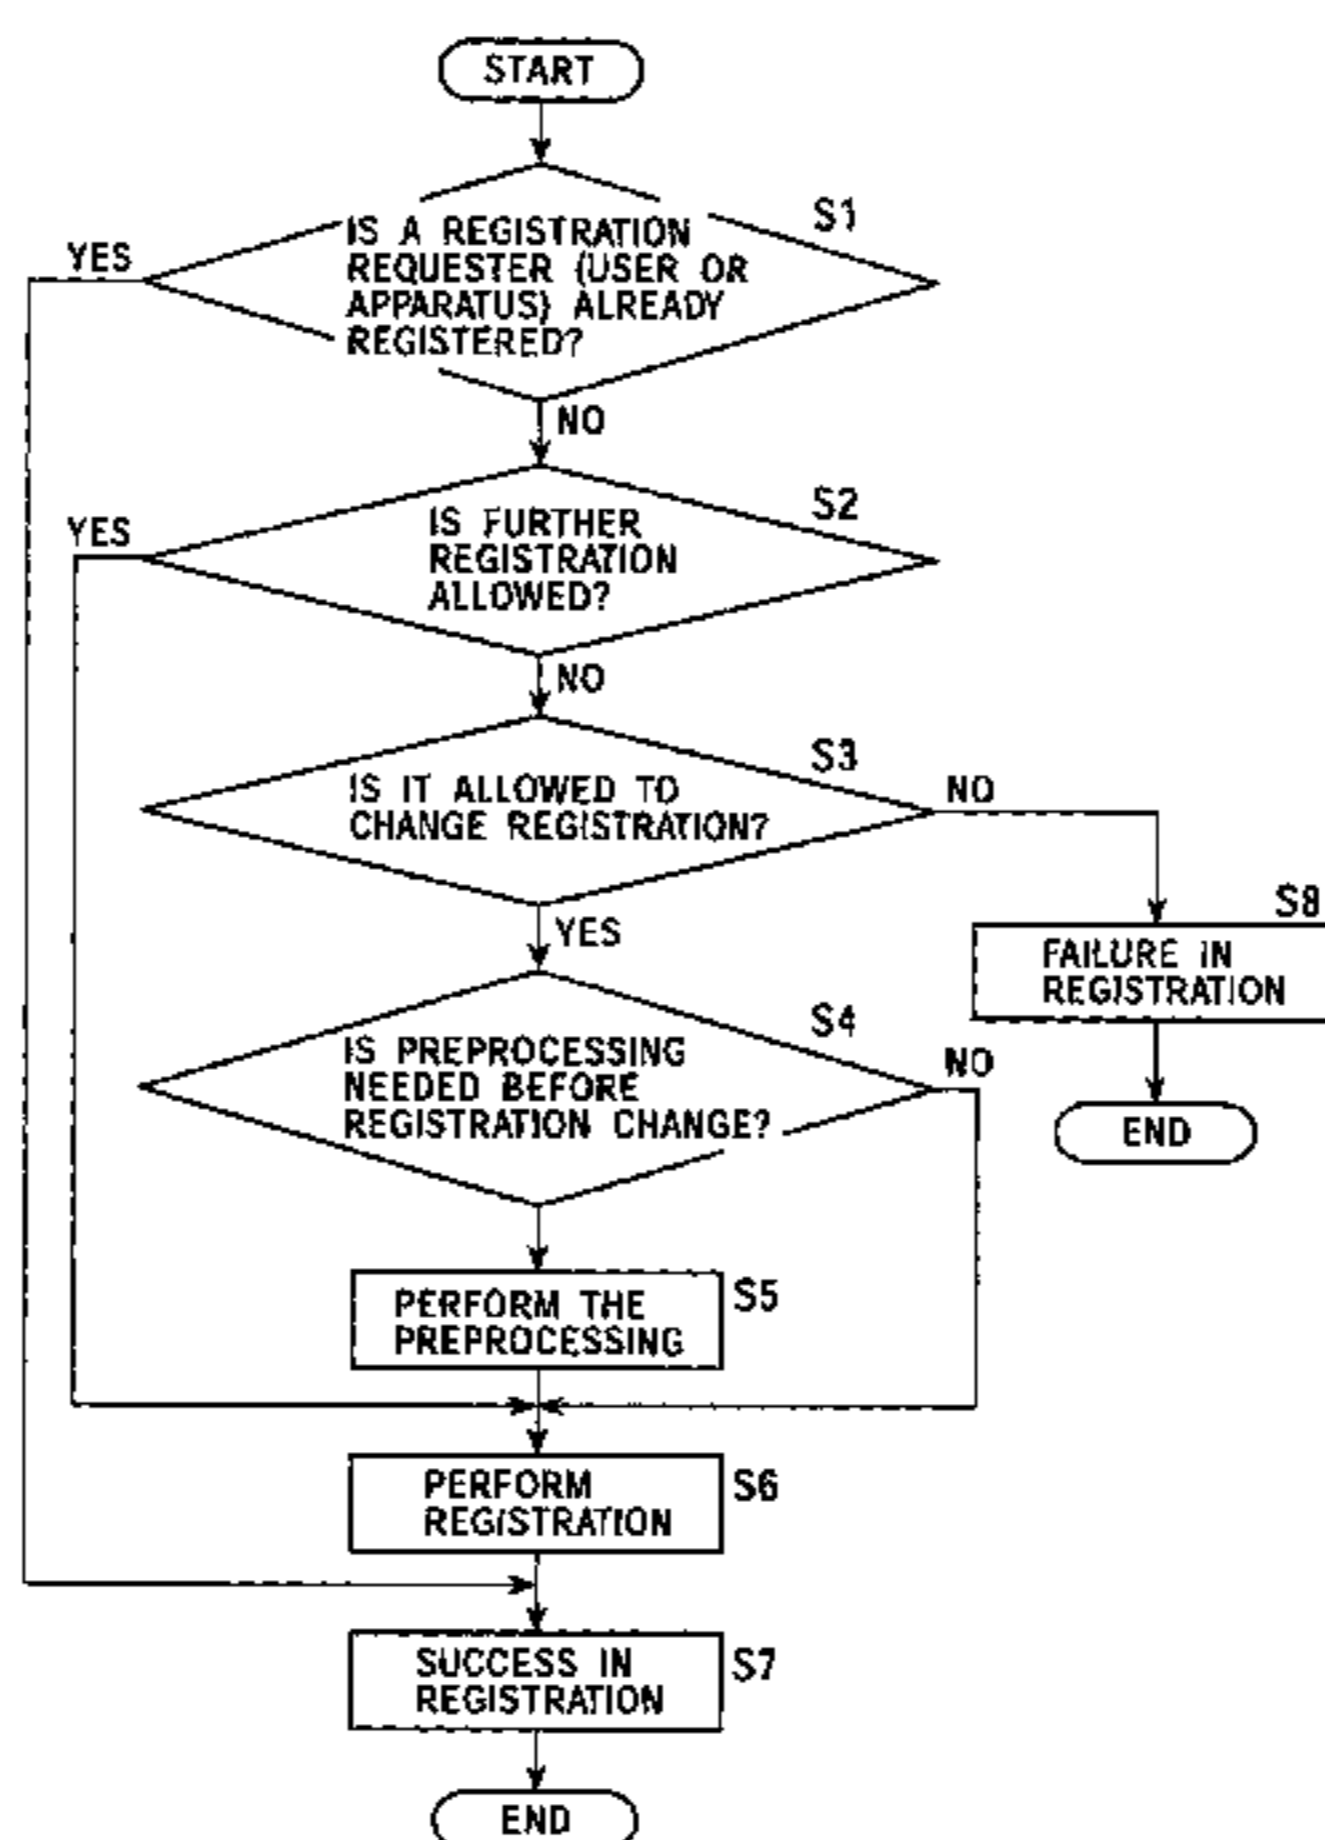 START
S1
YES
IS A REGISTRATION
REQUESTER (USER OR
APPARATUS) ALREADY
REGISTERED?
NO
S2
YES
IS FURTHER
REGISTRATION
ALLOWED?
NO
S3
IS IT ALLOWED TO
CHANGE REGISTRATION?
NO
YES
S8
FAILURE IN
REGISTRATION
S4
IS PREPROCESSING
NEEDED BEFORE
REGISTRATION CHANGE?
NO
END
PERFORM THE
PREPROCESSING
S5
PERFORM
REGISTRATION
S6
SUCCESS IN
REGISTRATION
S7
END